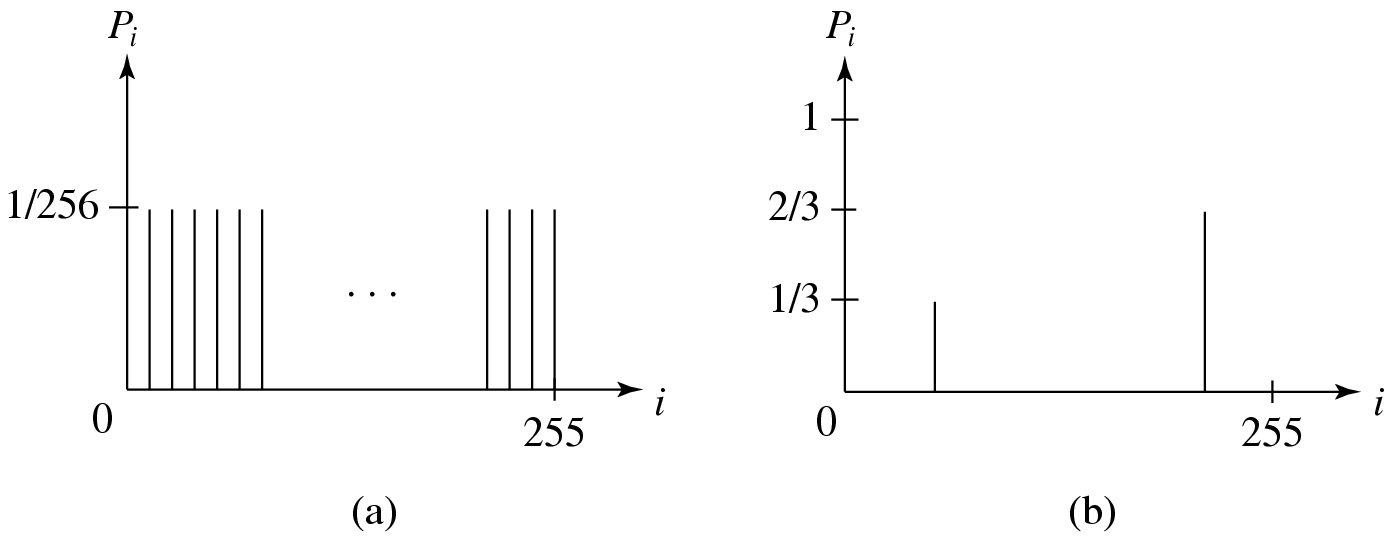 P_i
1/256
. . .
0
255
i
(a)
P_i
1
2/3
1/3
0
255
i
(b)